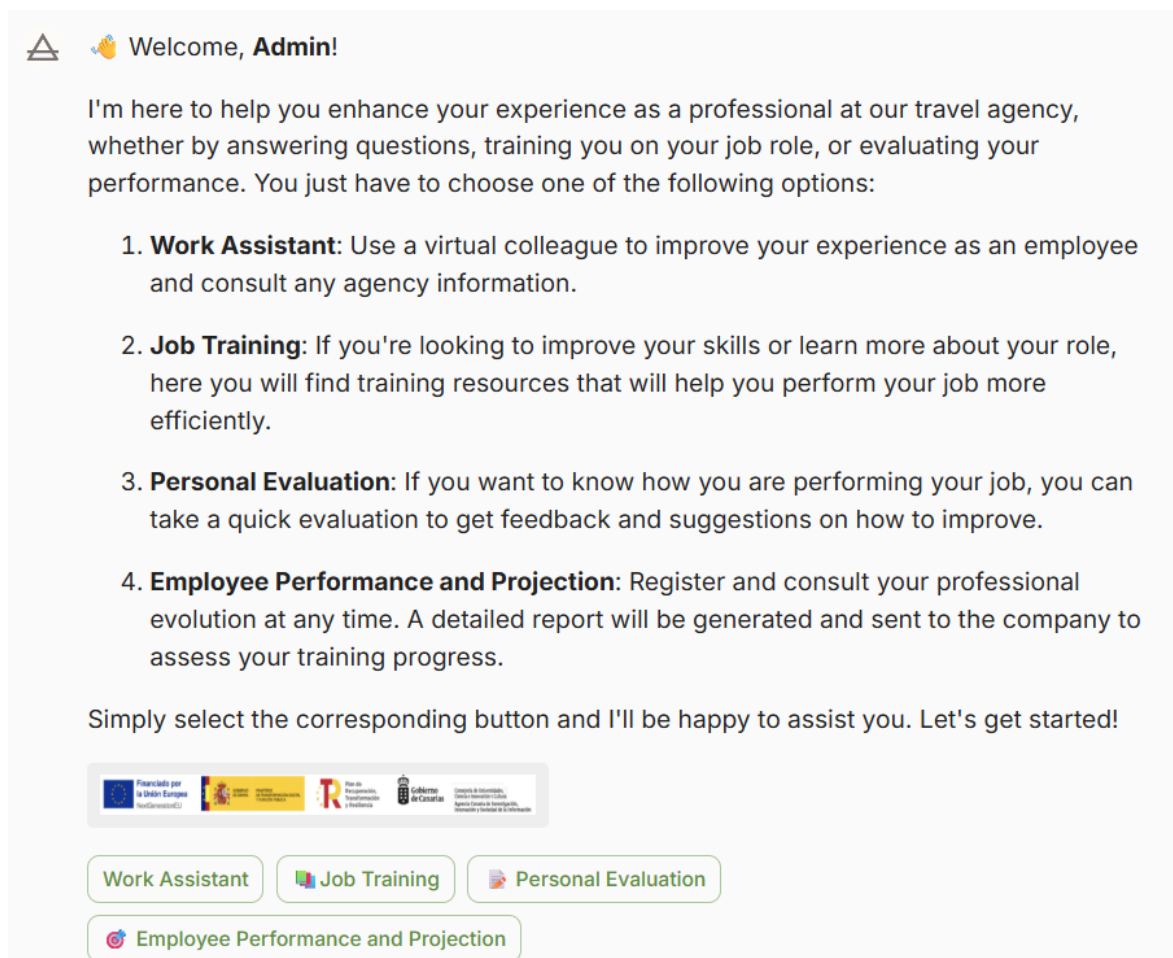 👋 Welcome, Admin!
I'm here to help you enhance your experience as a professional at our travel agency,
whether by answering questions, training you on your job role, or evaluating your
performance. You just have to choose one of the following options:
1. Work Assistant: Use a virtual colleague to improve your experience as an employee
and consult any agency information.
2. Job Training: If you're looking to improve your skills or learn more about your role,
here you will find training resources that will help you perform your job more
efficiently.
3. Personal Evaluation: If you want to know how you are performing your job, you can
take a quick evaluation to get feedback and suggestions on how to improve.
4. Employee Performance and Projection: Register and consult your professional
evolution at any time. A detailed report will be generated and sent to the company to
assess your training progress.
Simply select the corresponding button and I'll be happy to assist you. Let's get started!
Financiado por
la Unión Europea
NextGenerationEU
Plan de
Recuperación,
Transformación
y Resiliencia
Gobierno
de Canarias
Work Assistant
📚 Job Training
📝 Personal Evaluation
🎯 Employee Performance and Projection